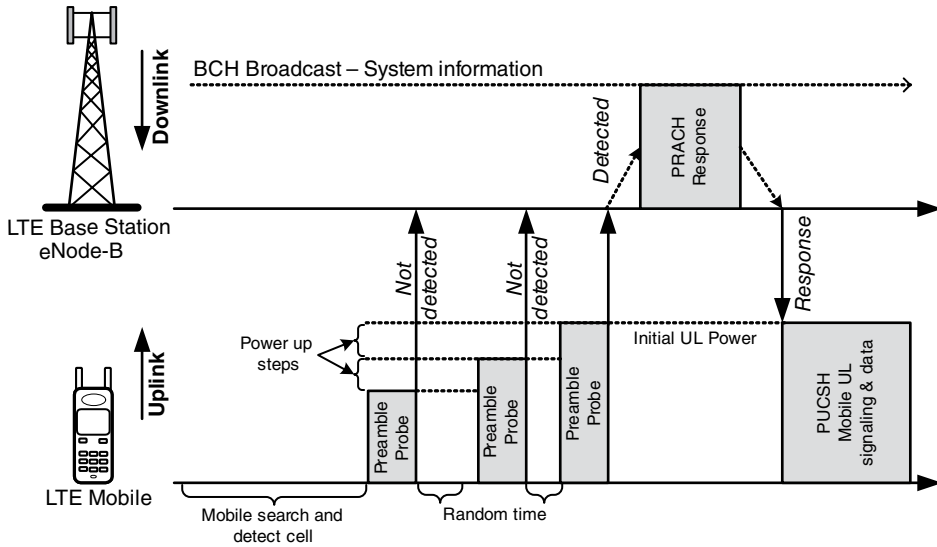 BCH Broadcast – System information
Downlink
Detected
PRACH
Response
LTE Base Station
eNode-B
Not
detected
Not
detected
Response
Uplink
Power up
steps
Initial UL Power
Preamble
Probe
Preamble
Probe
Preamble
Probe
PUCSH
Mobile UL
signaling & data
LTE Mobile
Mobile search and
detect cell
Random time